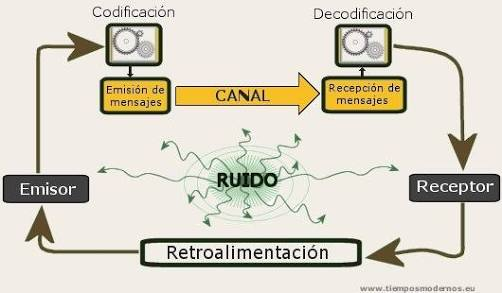 Codificación
Decodificación
Emisión de
mensajes
CANAL
Recepción de
mensajes
Emisor
RUIDO
Receptor
Retroalimentación
www.tiemposmodernos.eu